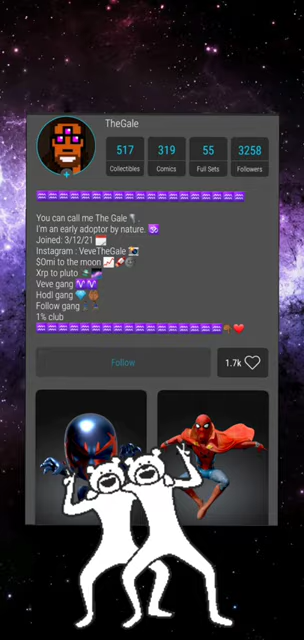 TheGale
517 319 55 3258
Collectibles Comics Full Sets Followers
You can call me The Gale 🌪️.
I'm an early adoptor by nature. 🕉️
Joined: 3/12/21 📅
Instagram : VeveTheGale 📸
$Omi to the moon 📈🚀🌘
Xrp to pluto
Veve gang ♈♈
Hodl gang 💎
Follow gang
1% club
Follow 1.7k